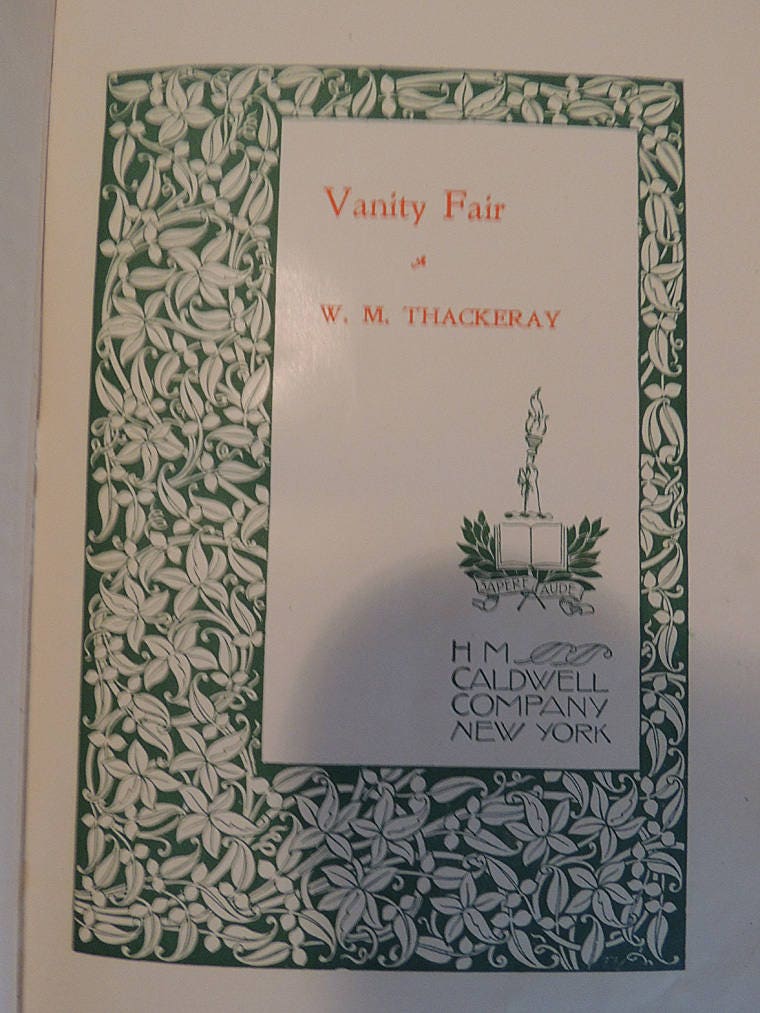 Vanity Fair
W. M. THACKERAY
SAPERE AUDE
H M
CALDWELL
COMPANY
NEW YORK